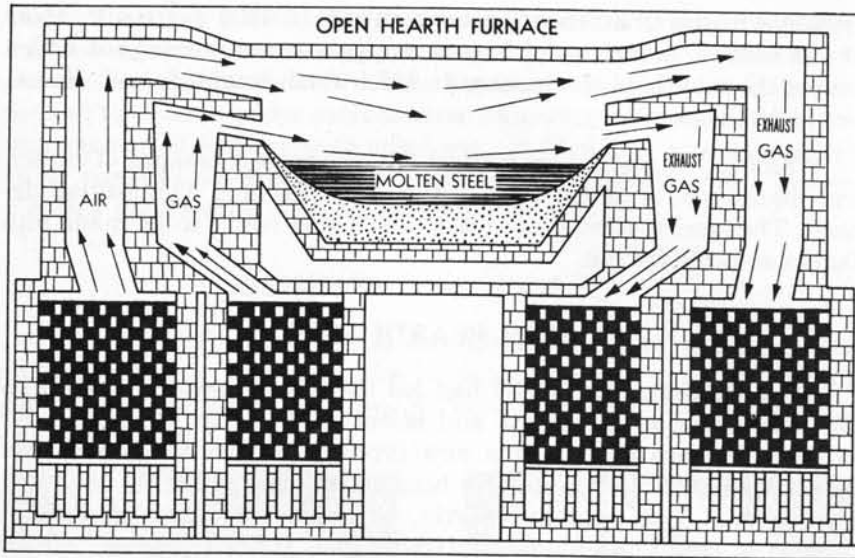 OPEN HEARTH FURNACE
AIR
GAS
MOLTEN STEEL
EXHAUST
GAS
EXHAUST
GAS